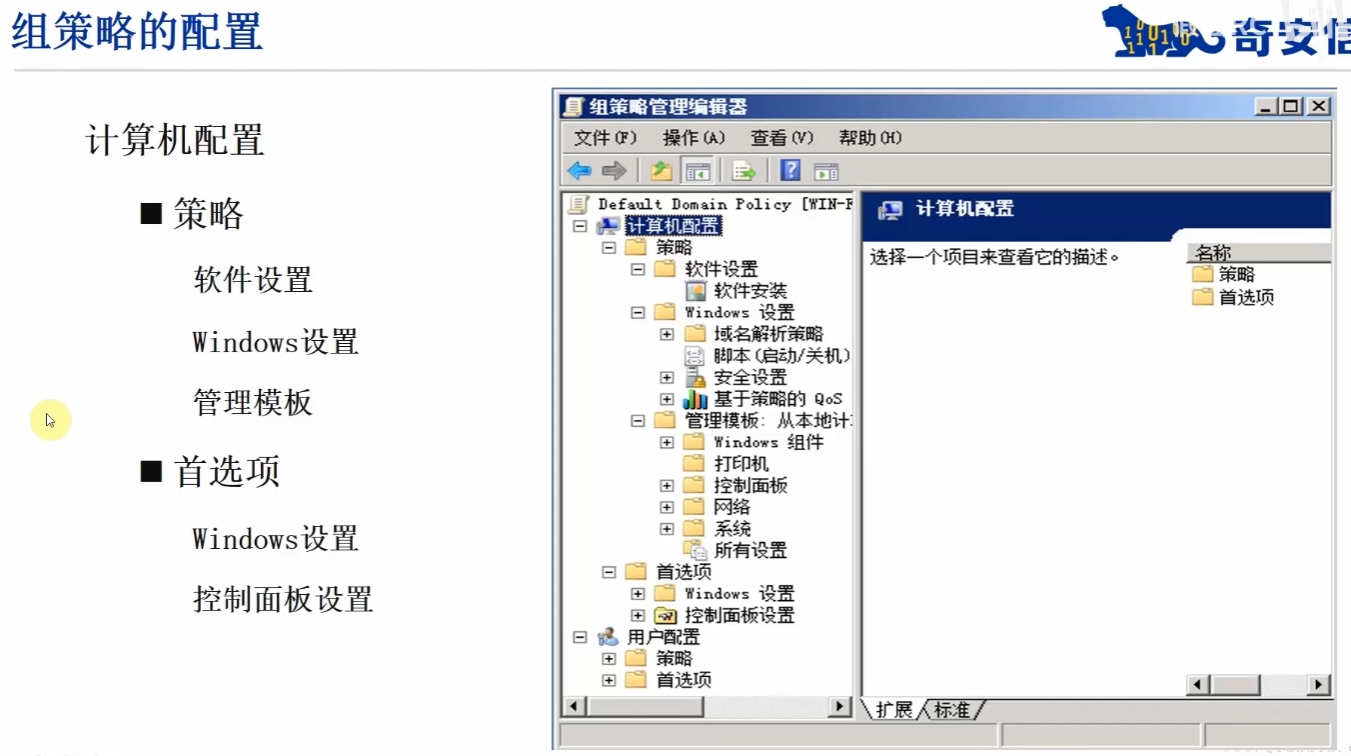 组策略的配置
奇安信
计算机配置
■ 策略
软件设置
Windows设置
管理模板
■ 首选项
Windows设置
控制面板设置
组策略管理编辑器
文件(F) 操作(A) 查看(V) 帮助(H)
Default Domain Policy [WIN-F
计算机配置
策略
软件设置
软件安装
Windows 设置
域名解析策略
脚本(启动/关机)
安全设置
基于策略的 QoS
管理模板: 从本地计
Windows 组件
打印机
控制面板
网络
系统
所有设置
首选项
Windows 设置
控制面板设置
用户配置
策略
首选项
计算机配置
选择一个项目来查看它的描述。
名称
策略
首选项
扩展 标准